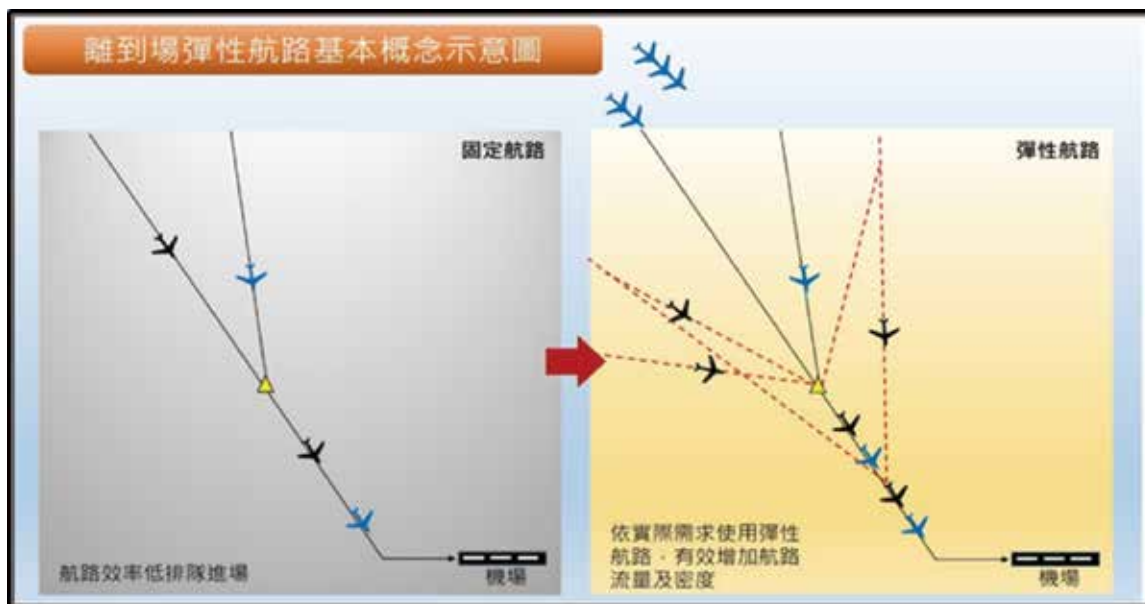 離到場彈性航路基本概念示意圖
固定航路
航路效率低排隊進場
機場
彈性航路
依實際需求使用彈性
航路，有效增加航路
流量及密度
機場